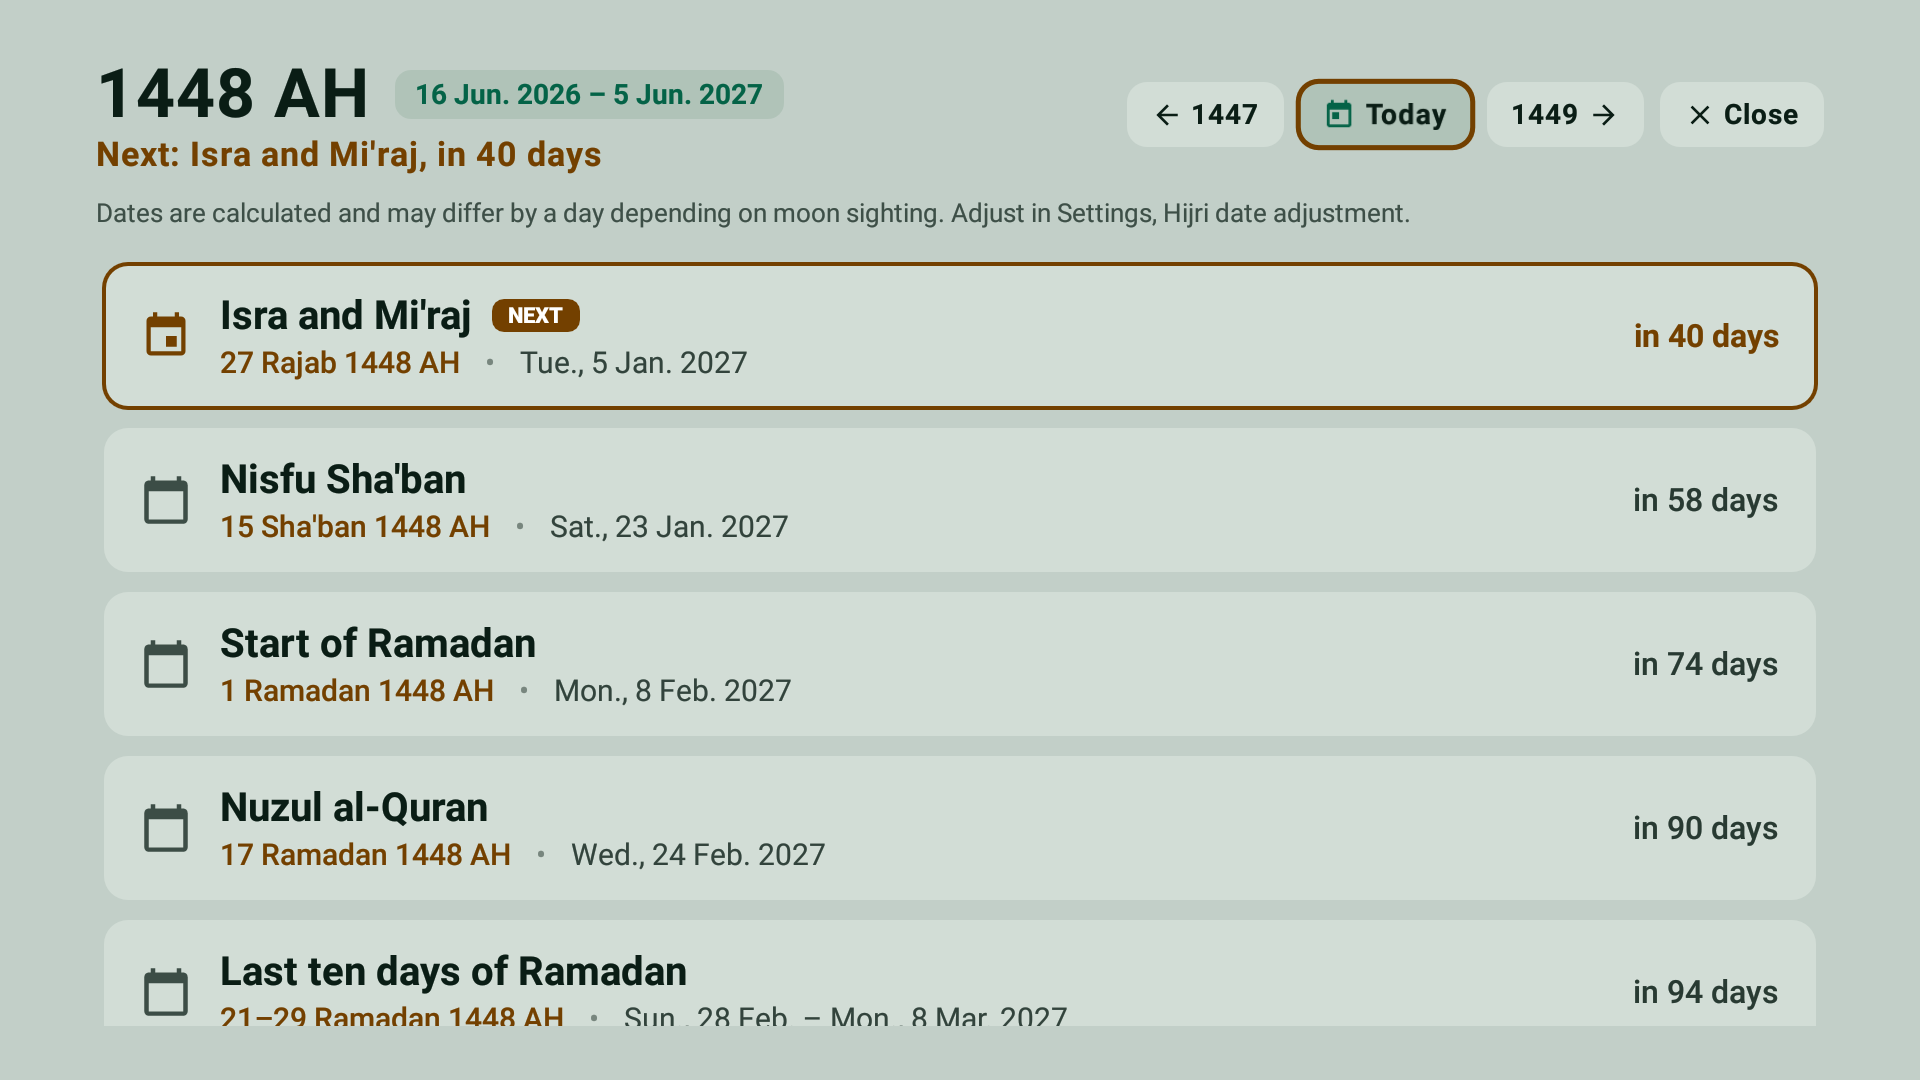 1448 AH
16 Jun. 2026 – 5 Jun. 2027
Next: Isra and Mi'raj, in 40 days
← 1447
Today
1449 →
× Close
Dates are calculated and may differ by a day depending on moon sighting. Adjust in Settings, Hijri date adjustment.
Isra and Mi'raj NEXT
27 Rajab 1448 AH • Tue., 5 Jan. 2027
in 40 days
Nisfu Sha'ban
15 Sha'ban 1448 AH • Sat., 23 Jan. 2027
in 58 days
Start of Ramadan
1 Ramadan 1448 AH • Mon., 8 Feb. 2027
in 74 days
Nuzul al-Quran
17 Ramadan 1448 AH • Wed., 24 Feb. 2027
in 90 days
Last ten days of Ramadan
21–29 Ramadan 1448 AH • Sun., 28 Feb. – Mon., 8 Mar. 2027
in 94 days